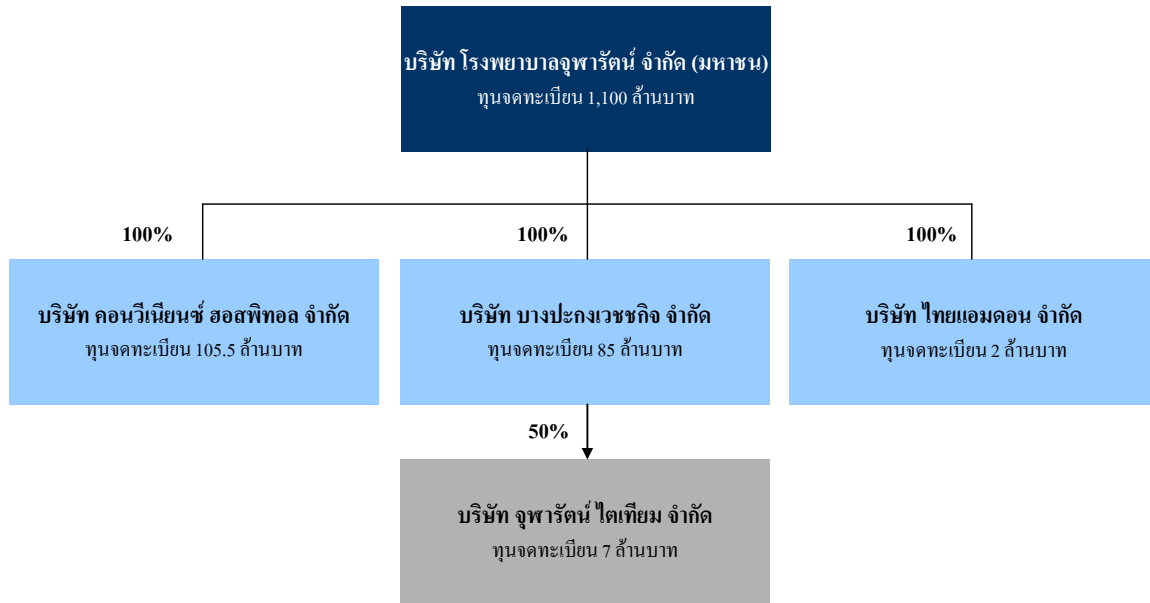 บริษัท โรงพยาบาลจุฬารัตน์ จำกัด (มหาชน)
ทุนจดทะเบียน 1,100 ล้านบาท
100%
100%
100%
บริษัท คอนวีเนียนซ์ ฮอสพิทอล จำกัด
ทุนจดทะเบียน 105.5 ล้านบาท
บริษัท บางปะกงเวชชกิจ จำกัด
ทุนจดทะเบียน 85 ล้านบาท
บริษัท ไทยแอมดอน จำกัด
ทุนจดทะเบียน 2 ล้านบาท
50%
บริษัท จุฬารัตน์ ไตเทียม จำกัด
ทุนจดทะเบียน 7 ล้านบาท